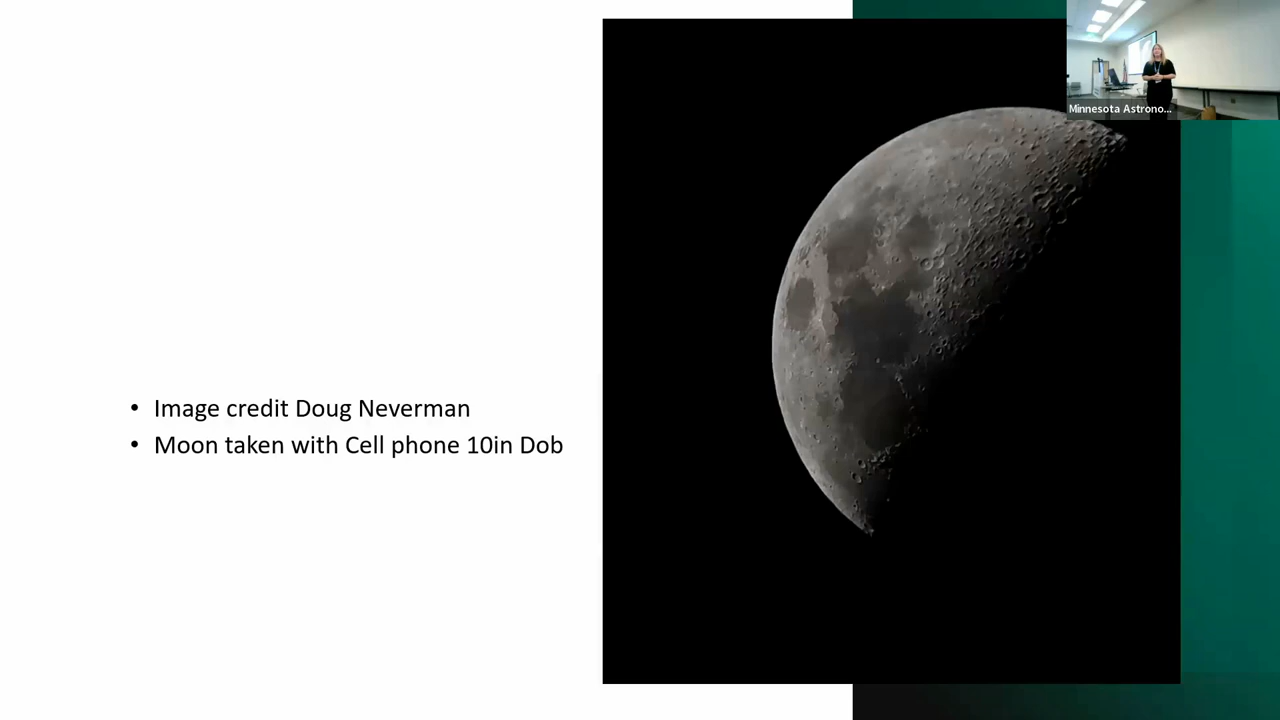 Minnesota Astrono...
• Image credit Doug Neverman
• Moon taken with Cell phone 10in Dob